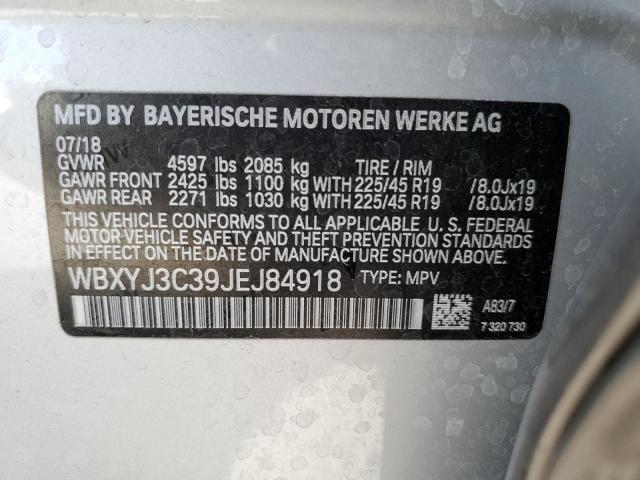 MFD BY BAYERISCHE MOTOREN WERKE AG
07/18
GVWR 4597 lbs 2085 kg TIRE / RIM
GAWR FRONT 2425 lbs 1100 kg WITH 225/45 R19 /8.0Jx19
GAWR REAR 2271 lbs 1030 kg WITH 225/45 R19 /8.0Jx19
THIS VEHICLE CONFORMS TO ALL APPLICABLE U. S. FEDERAL
MOTOR VEHICLE SAFETY AND THEFT PREVENTION STANDARDS
IN EFFECT ON THE DATE OF MANUFACTURE SHOWN ABOVE.
WBXYJ3C39JEJ84918 TYPE: MPV
A83/7
7 320 730